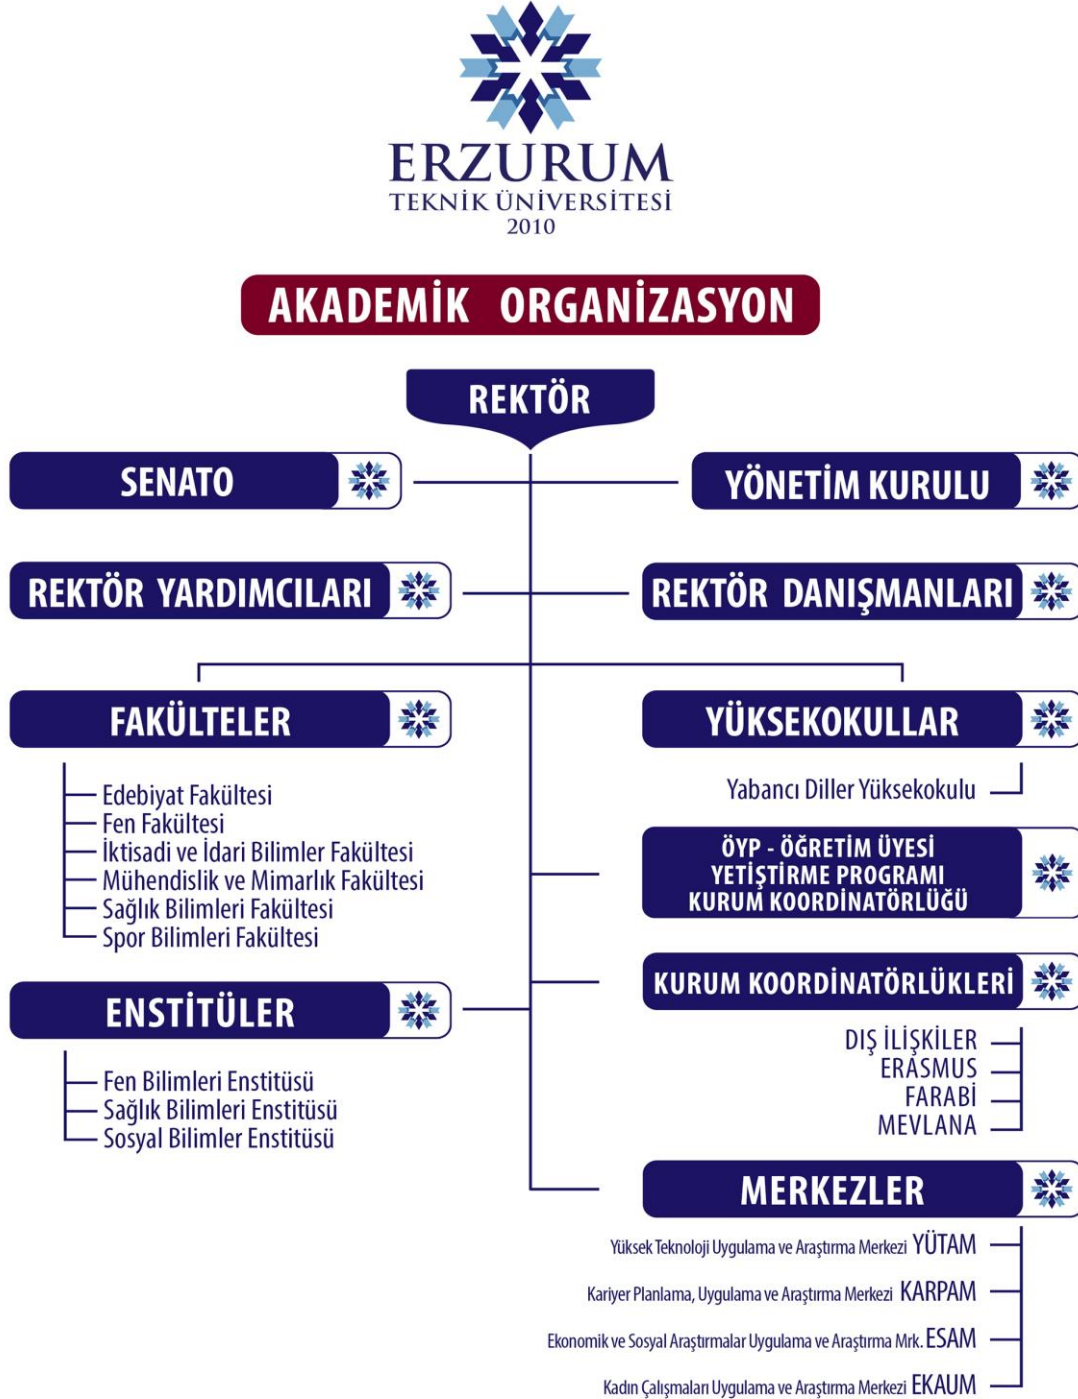 ERZURUM
TEKNİK ÜNİVERSİTESİ
2010
AKADEMİK ORGANİZASYON
REKTÖR
SENATO
YÖNETİM KURULU
REKTÖR YARDIMCILARI
REKTÖR DANIŞMANLARI
FAKÜLTELER
Edebiyat Fakültesi
Fen Fakültesi
İktisadi ve İdari Bilimler Fakültesi
Mühendislik ve Mimarlık Fakültesi
Sağlık Bilimleri Fakültesi
Spor Bilimleri Fakültesi
ENSTİTÜLER
Fen Bilimleri Enstitüsü
Sağlık Bilimleri Enstitüsü
Sosyal Bilimler Enstitüsü
YÜKSEKOKULLAR
Yabancı Diller Yüksekokulu
ÖYP - ÖĞRETİM ÜYESİ
YETİŞTİRME PROGRAMI
KURUM KOORDİNATÖRLÜĞÜ
KURUM KOORDİNATÖRLÜKLERİ
DIŞ İLİŞKİLER
ERASMUS
FARABİ
MEVLANA
MERKEZLER
Yüksek Teknoloji Uygulama ve Araştırma Merkezi YÜTAM
Kariyer Planlama, Uygulama ve Araştırma Merkezi KARPAM
Ekonomik ve Sosyal Araştırmalar Uygulama ve Araştırma Mrk. ESAM
Kadın Çalışmaları Uygulama ve Araştırma Merkezi EKAUM